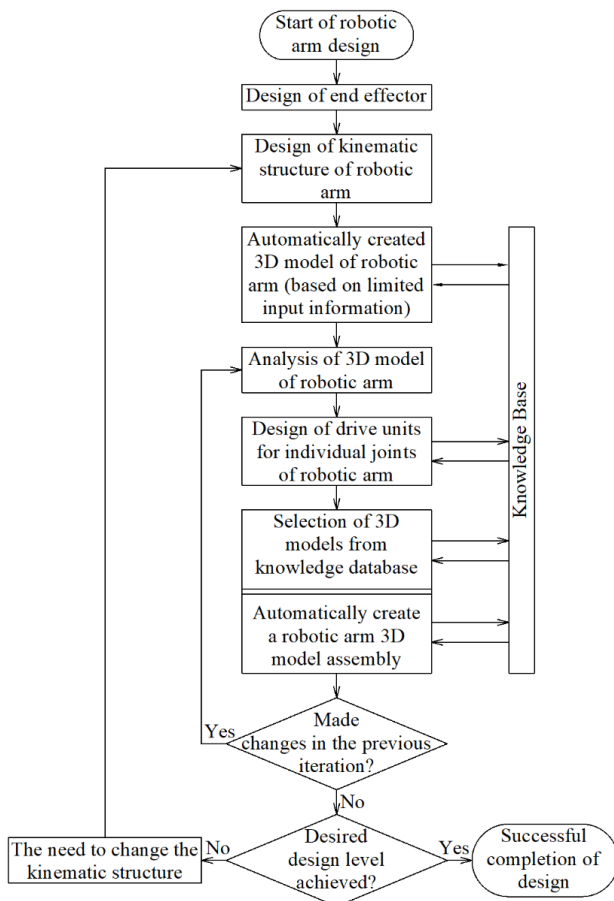 Start of robotic
arm design
Design of end effector
Design of kinematic
structure of robotic
arm
Automatically created
3D model of robotic
arm (based on limited
input information)
Knowledge Base
Analysis of 3D model
of robotic arm
Design of drive units
for individual joints
of robotic arm
Selection of 3D
models from
knowledge database
Automatically create
a robotic arm 3D
model assembly
Yes
Made
changes in the previous
iteration?
No
The need to change the
kinematic structure
No
Desired
design level
achieved?
Yes
Successful
completion of
design